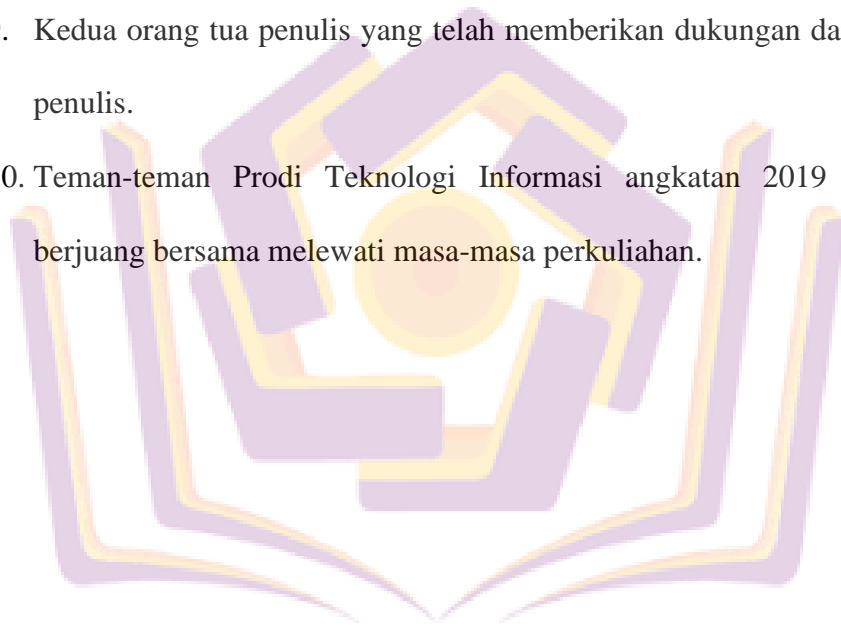 . Kedua orang tua penulis yang telah memberikan dukungan da
penulis.
0. Teman-teman Prodi Teknologi Informasi angkatan 2019
berjuang bersama melewati masa-masa perkuliahan.